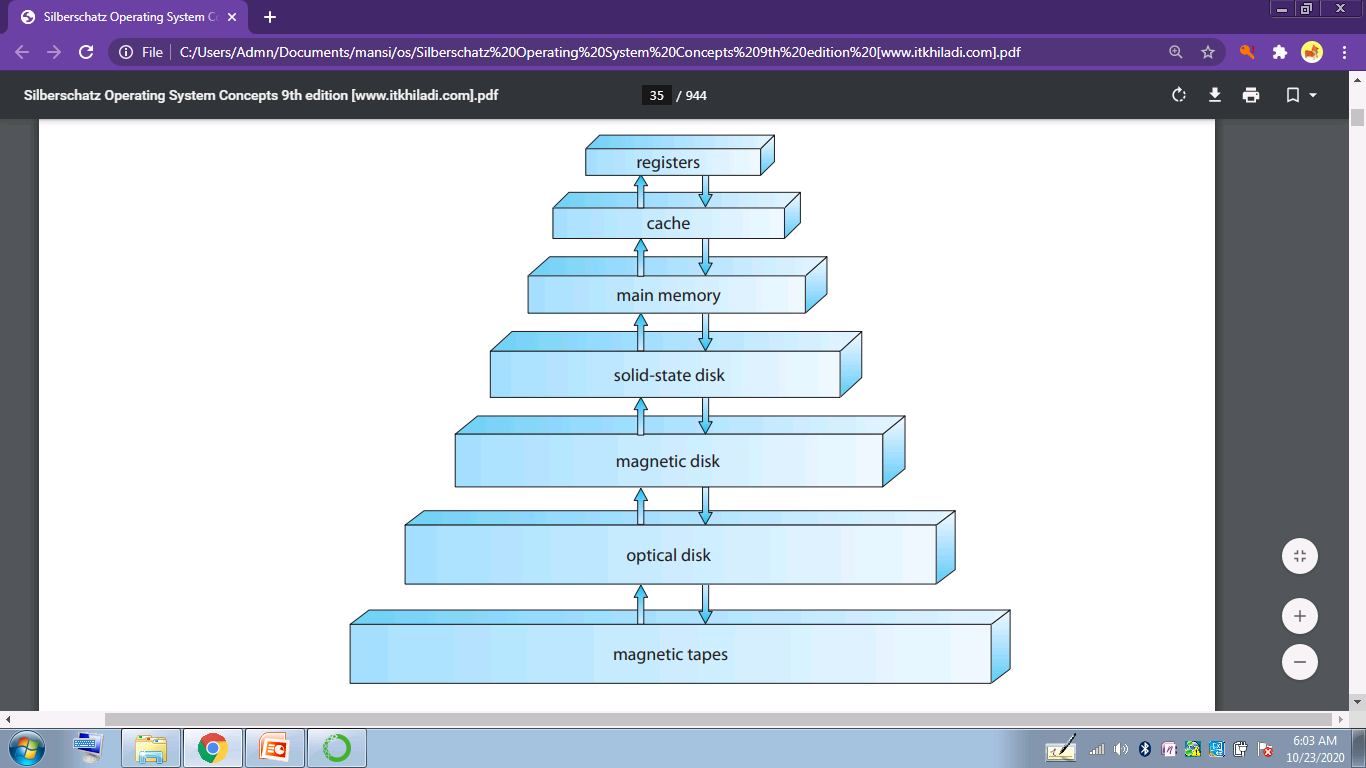 Silberschatz Operating System Co
File C:/Users/Admn/Documents/mansi/os/Silberschatz%20Operating%20System%20Concepts%209th%20edition%20[www.itkhiladi.com].pdf
Silberschatz Operating System Concepts 9th edition [www.itkhiladi.com].pdf 35 / 944
registers
cache
main memory
solid-state disk
magnetic disk
optical disk
magnetic tapes
6:03 AM
10/23/2020